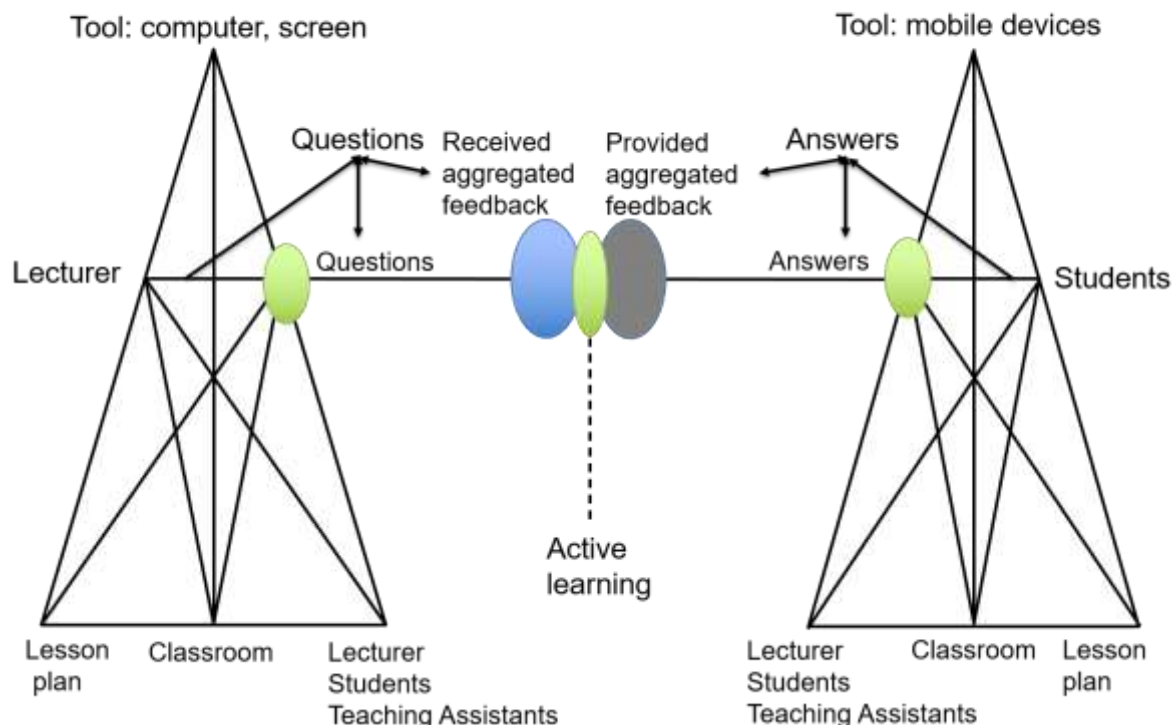 Tool: computer, screen
Tool: mobile devices
Questions
Received
aggregated
feedback
Provided
aggregated
feedback
Answers
Lecturer
Questions
Answers
Students
Active
learning
Lesson
plan
Classroom
Lecturer
Students
Teaching Assistants
Lecturer
Students
Teaching Assistants
Classroom
Lesson
plan